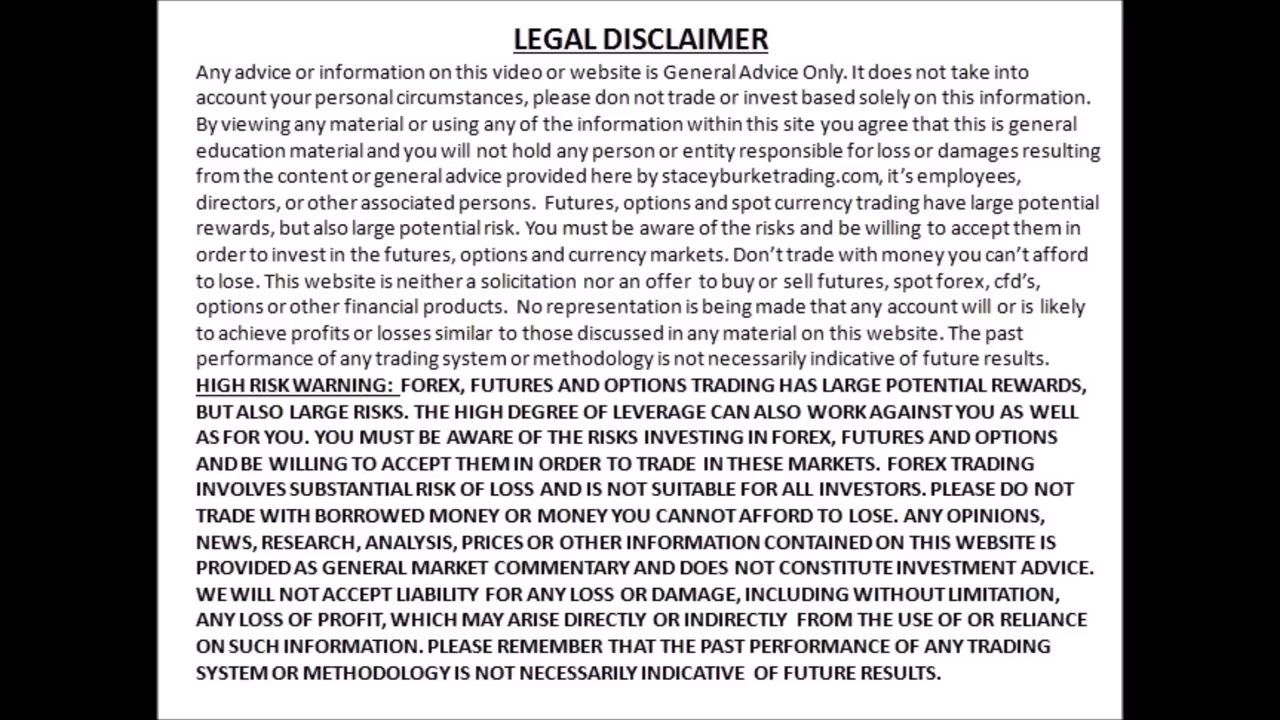 LEGAL DISCLAIMER
Any advice or information on this video or website is General Advice Only. It does not take into
account your personal circumstances, please don not trade or invest based solely on this information.
By viewing any material or using any of the information within this site you agree that this is general
education material and you will not hold any person or entity responsible for loss or damages resulting
from the content or general advice provided here by staceyburketrading.com, it's employees,
directors, or other associated persons.  Futures, options and spot currency trading have large potential
rewards, but also large potential risk. You must be aware of the risks and be willing to accept them in
order to invest in the futures, options and currency markets. Don't trade with money you can't afford
to lose. This website is neither a solicitation nor an offer to buy or sell futures, spot forex, cfd's,
options or other financial products.  No representation is being made that any account will or is likely
to achieve profits or losses similar to those discussed in any material on this website. The past
performance of any trading system or methodology is not necessarily indicative of future results.
HIGH RISK WARNING: FOREX, FUTURES AND OPTIONS TRADING HAS LARGE POTENTIAL REWARDS,
BUT ALSO LARGE RISKS. THE HIGH DEGREE OF LEVERAGE CAN ALSO WORK AGAINST YOU AS WELL
AS FOR YOU. YOU MUST BE AWARE OF THE RISKS INVESTING IN FOREX, FUTURES AND OPTIONS
AND BE WILLING TO ACCEPT THEM IN ORDER TO TRADE IN THESE MARKETS. FOREX TRADING
INVOLVES SUBSTANTIAL RISK OF LOSS AND IS NOT SUITABLE FOR ALL INVESTORS. PLEASE DO NOT
TRADE WITH BORROWED MONEY OR MONEY YOU CANNOT AFFORD TO LOSE. ANY OPINIONS,
NEWS, RESEARCH, ANALYSIS, PRICES OR OTHER INFORMATION CONTAINED ON THIS WEBSITE IS
PROVIDED AS GENERAL MARKET COMMENTARY AND DOES NOT CONSTITUTE INVESTMENT ADVICE.
WE WILL NOT ACCEPT LIABILITY FOR ANY LOSS OR DAMAGE, INCLUDING WITHOUT LIMITATION,
ANY LOSS OF PROFIT, WHICH MAY ARISE DIRECTLY OR INDIRECTLY  FROM THE USE OF OR RELIANCE
ON SUCH INFORMATION. PLEASE REMEMBER THAT THE PAST PERFORMANCE OF ANY TRADING
SYSTEM OR METHODOLOGY IS NOT NECESSARILY INDICATIVE  OF FUTURE RESULTS.